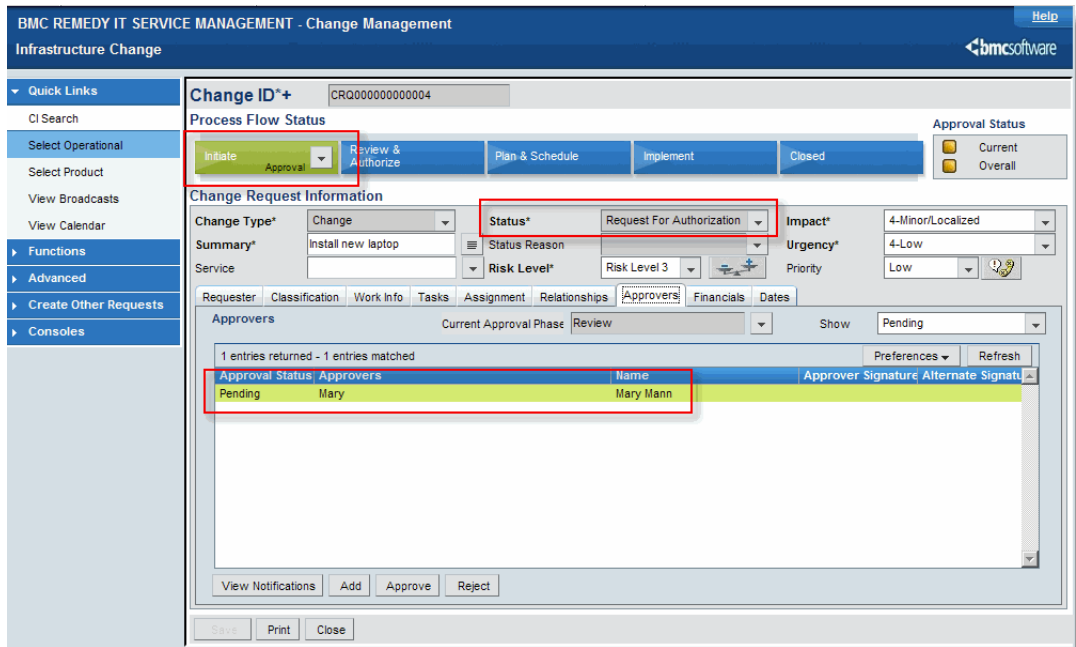 BMC REMEDY IT SERVICE MANAGEMENT - Change Management
Help
Infrastructure Change
bmcsoftware
Quick Links
CI Search
Select Operational
Select Product
View Broadcasts
View Calendar
Functions
Advanced
Create Other Requests
Consoles
Change ID*+ CRQ000000000004
Process Flow Status
Approval Status
Initiate
Approval
Review &
Authorize
Plan & Schedule
Implement
Closed
Current
Overall
Change Request Information
Change Type* Change Status* Request For Authorization Impact* 4-Minor/Localized
Summary* Install new laptop Status Reason Urgency* 4-Low
Service Risk Level* Risk Level 3 Priority Low
Requester Classification Work Info Tasks Assignment Relationships Approvers Financials Dates
Approvers Current Approval Phase Review Show Pending
1 entries returned - 1 entries matched Preferences Refresh
Approval Status Approvers Name Approver Signature Alternate Signatu
Pending Mary Mary Mann
View Notifications Add Approve Reject
Save Print Close